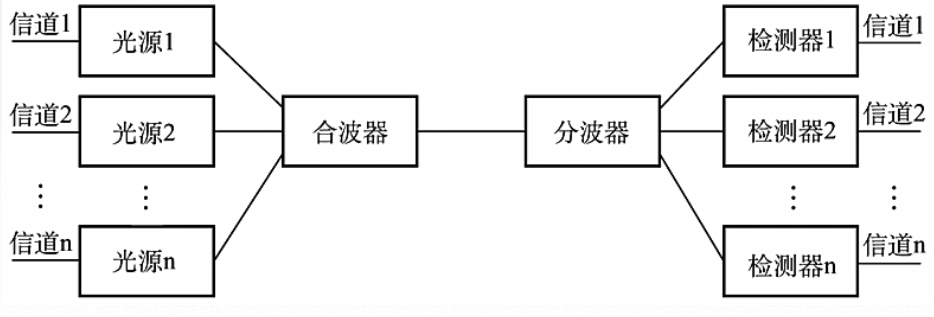 信道1
光源1
检测器1
信道1
信道2
光源2
合波器
分波器
检测器2
信道2
信道n
光源n
检测器n
信道n